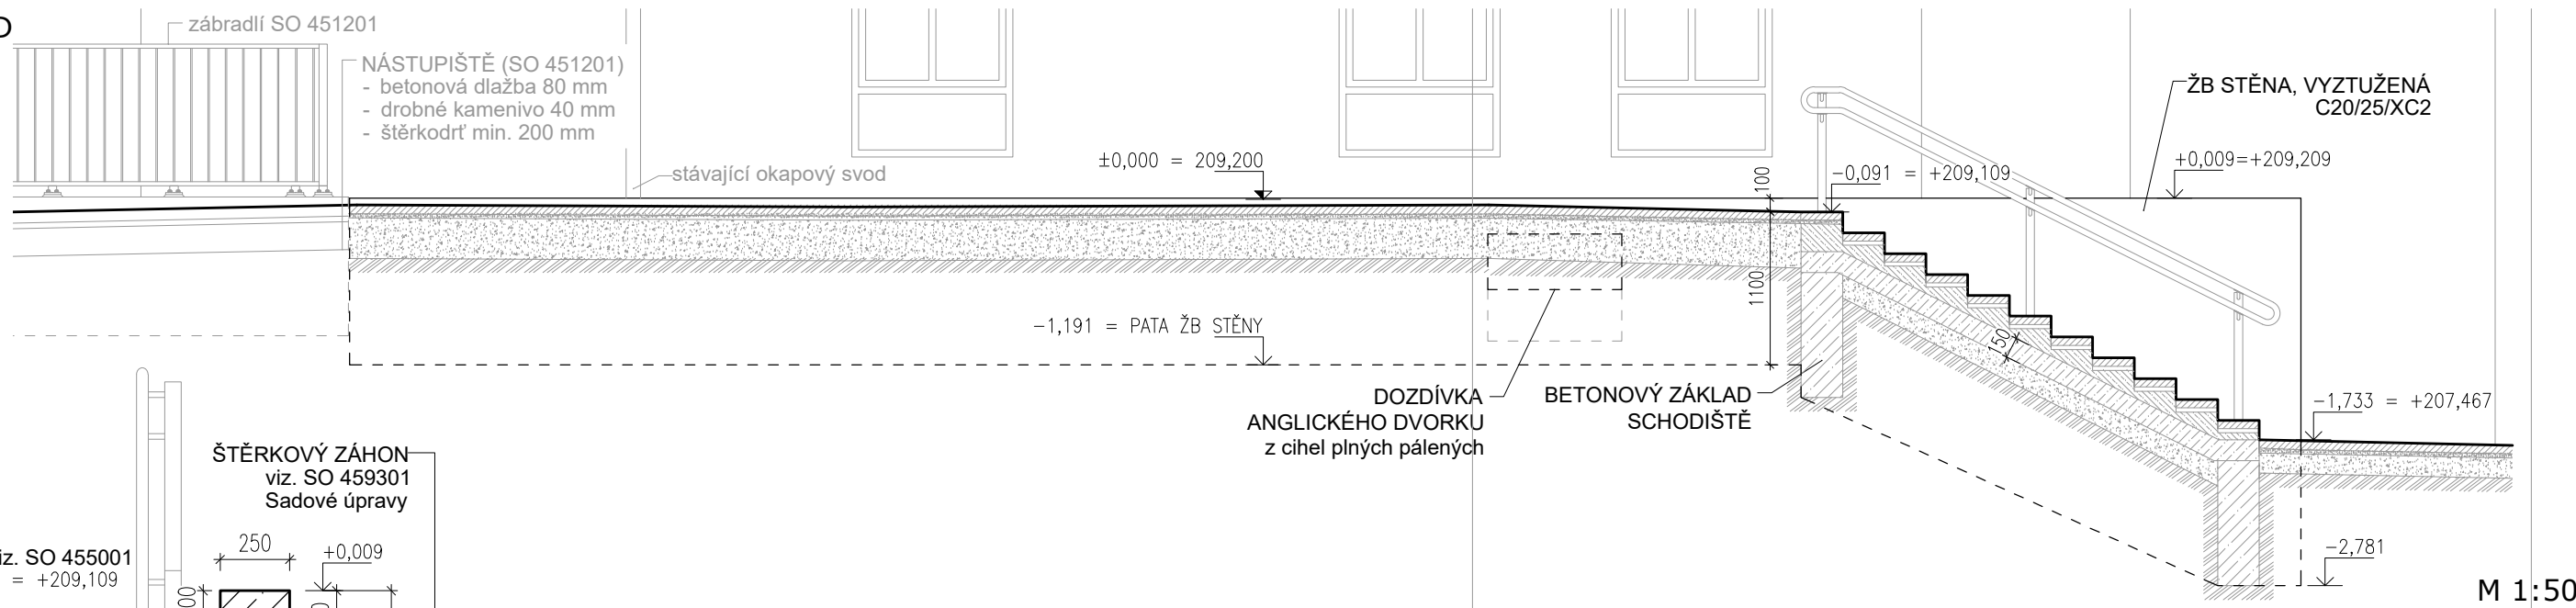 zábradlí SO 451201
NÁSTUPIŠTĚ (SO 451201)
- betonová dlažba 80 mm
- drobné kamenivo 40 mm
- štěrkodrť min. 200 mm
stávající okapový svod
±0,000 = 209,200
100
-0,091 = +209,109
ŽB STĚNA, VYZTUŽENÁ
C20/25/XC2
+0,009=+209,209
1100
-1,191 = PATA ŽB STĚNY
150
DOZDÍVKA
ANGLICKÉHO DVORKU
z cihel plných pálených
BETONOVÝ ZÁKLAD
SCHODIŠTĚ
-1,733 = +207,467
-2,781
ŠTĚRKOVÝ ZÁHON
viz. SO 459301
Sadové úpravy
250
+0,009
iz. SO 455001
= +209,109
M 1:50